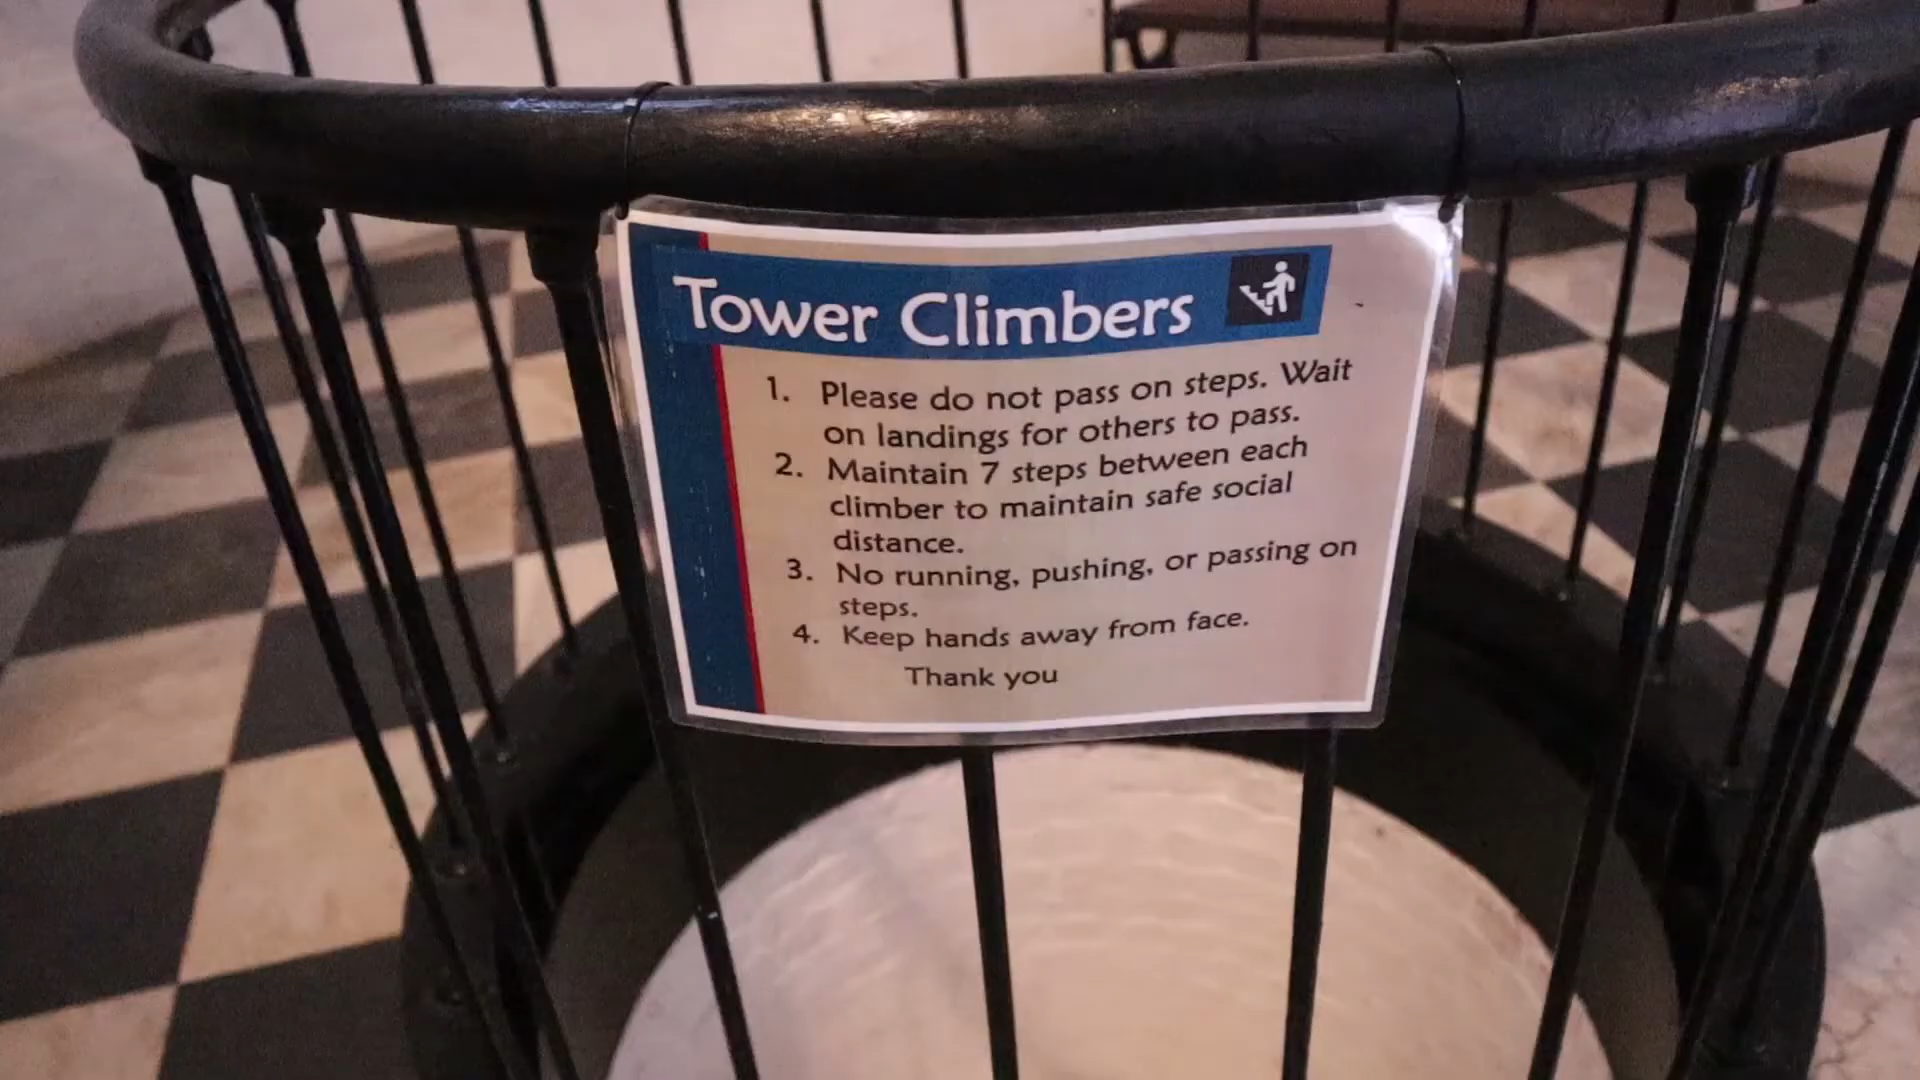 Tower Climbers
1. Please do not pass on steps. Wait
on landings for others to pass.
2. Maintain 7 steps between each
climber to maintain safe social
distance.
3. No running, pushing, or passing on
steps.
4. Keep hands away from face.
Thank you